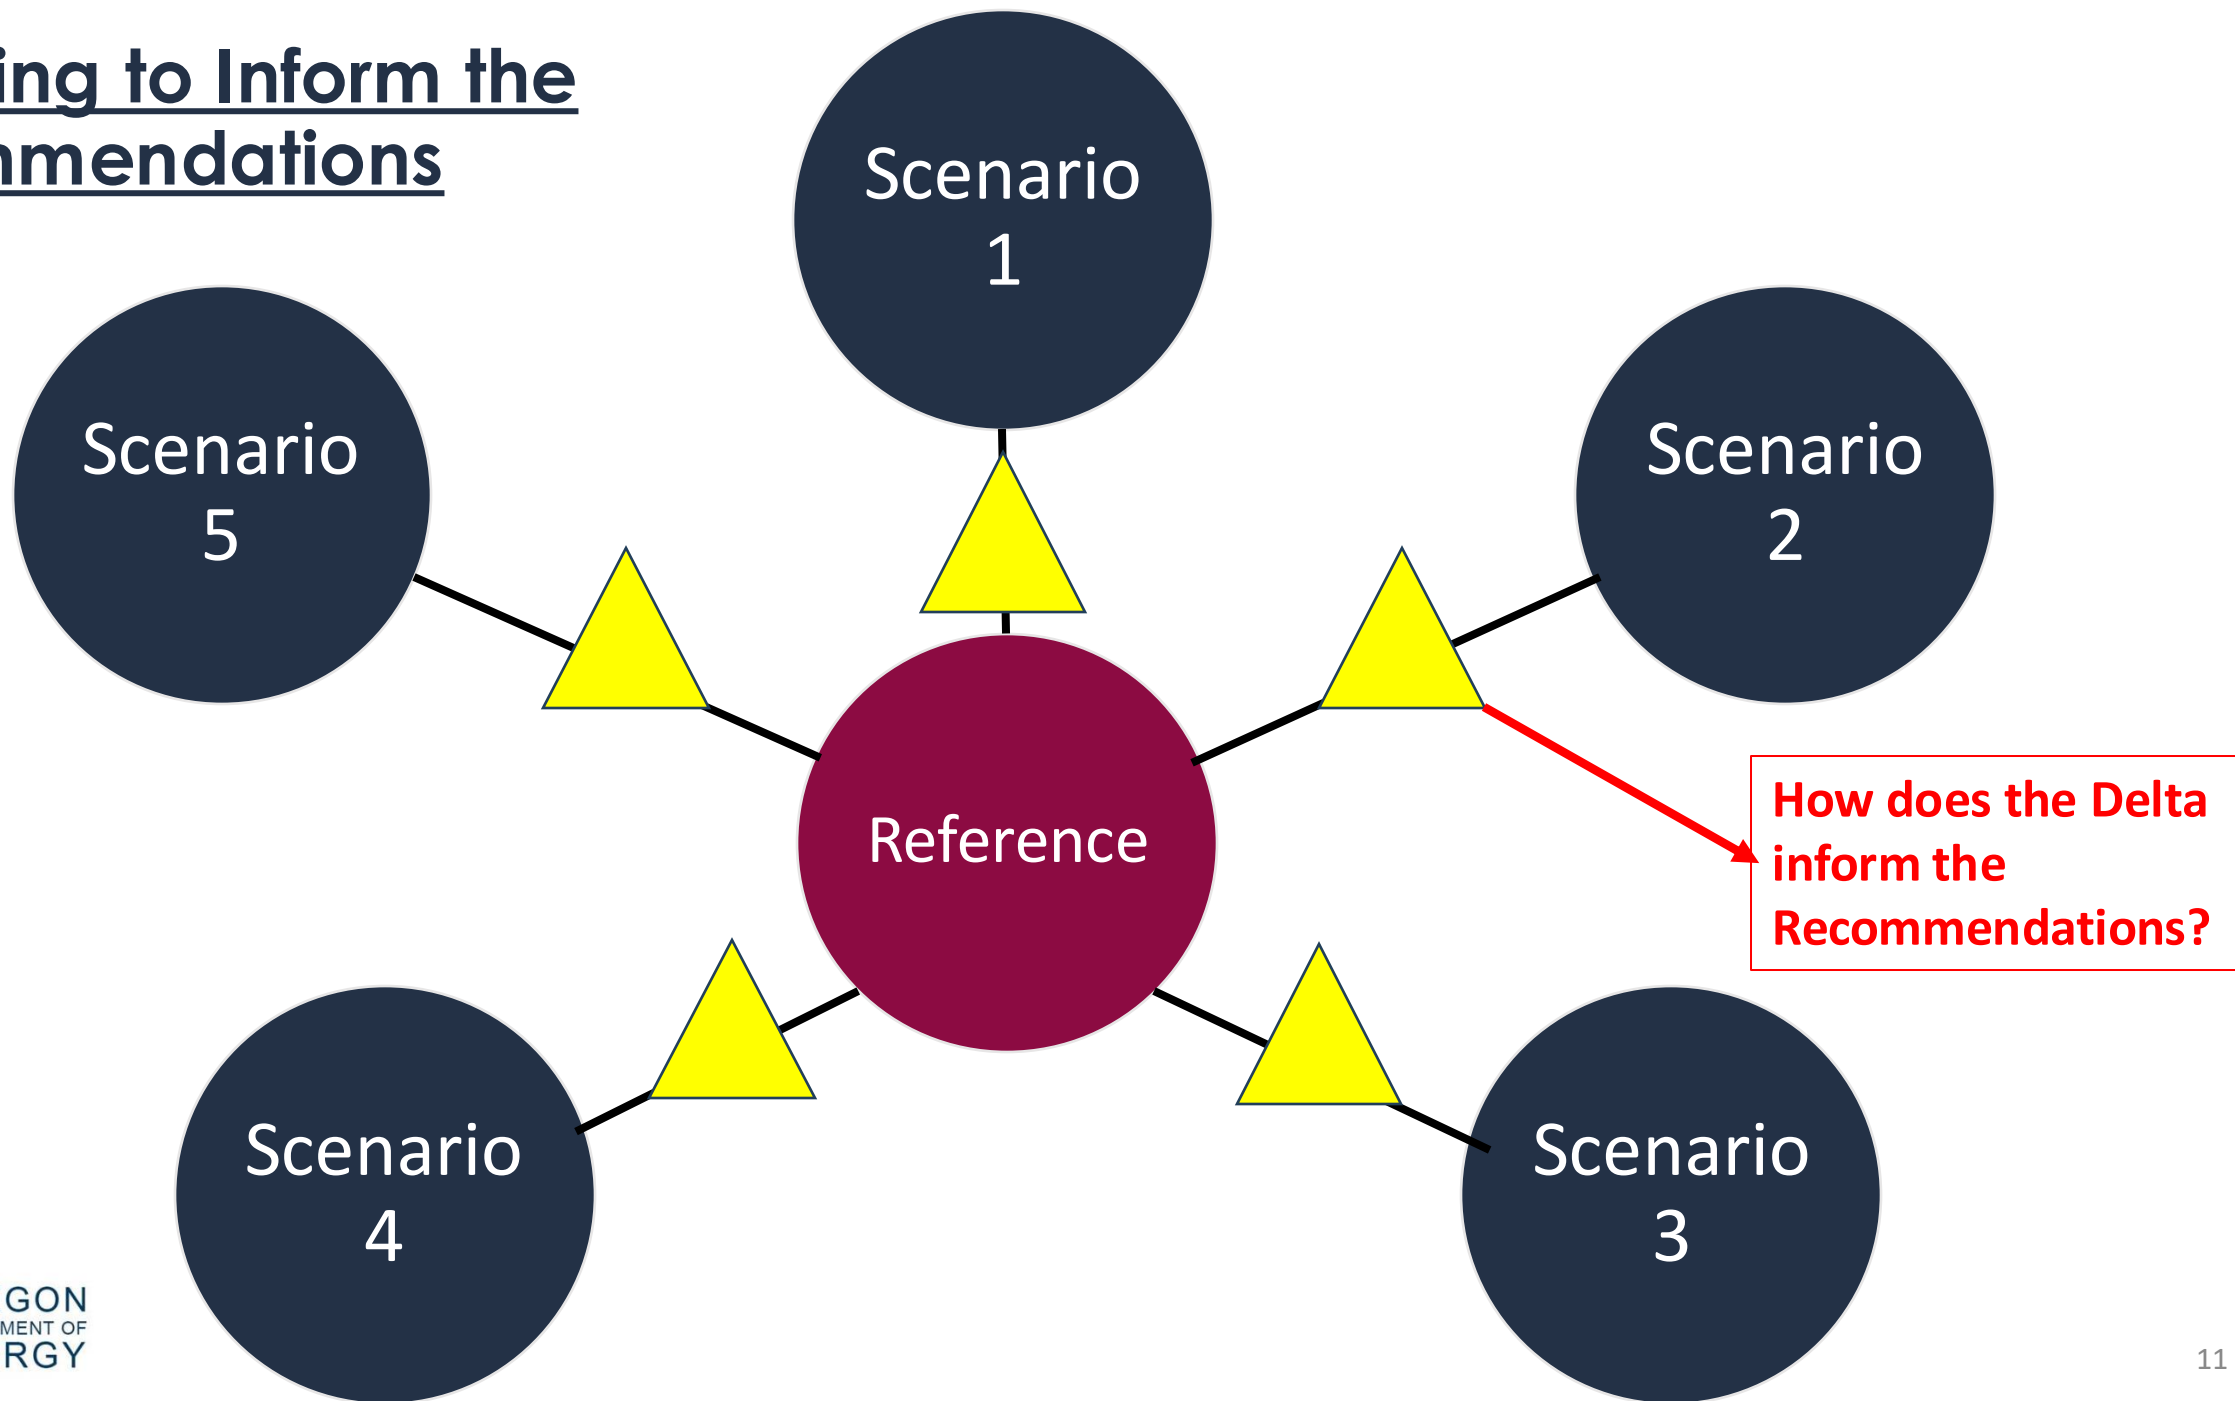 ing to Inform the
mmendations
Scenario
1
Scenario
5
Scenario
2
Reference
How does the Delta
inform the
Recommendations?
Scenario
4
Scenario
3
GON
MENT OF
RGY
11